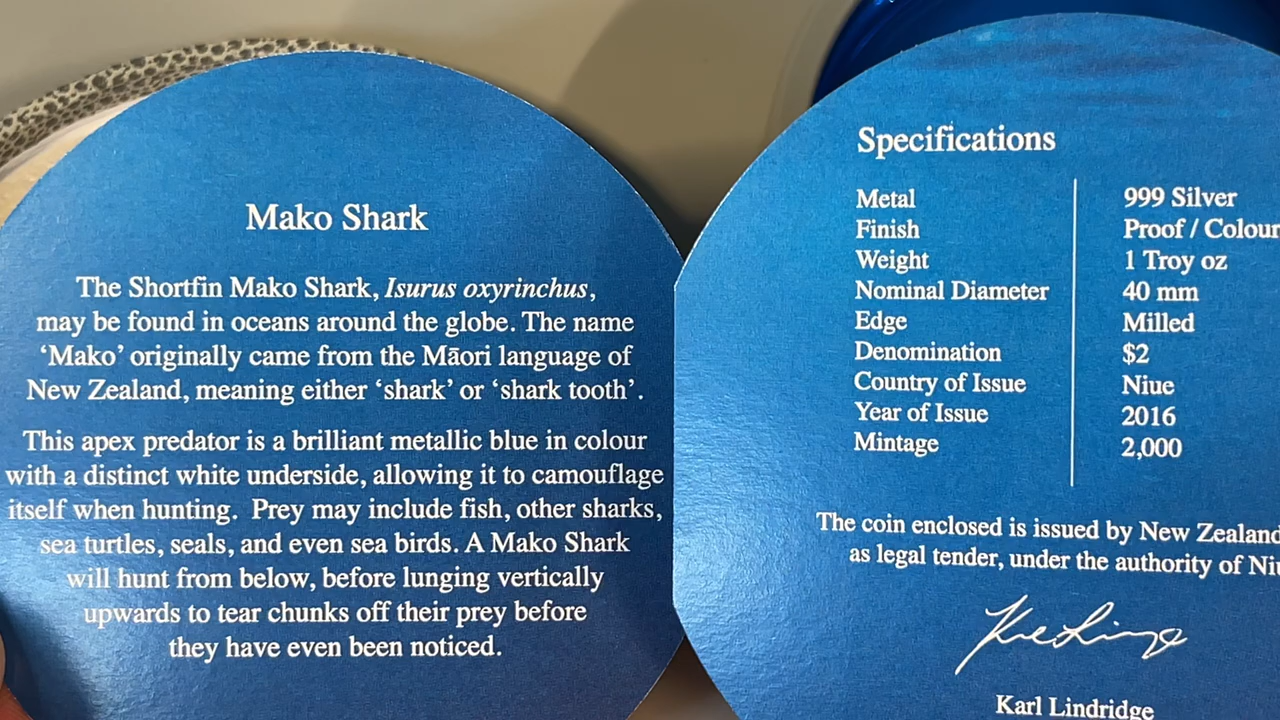 Mako Shark
The Shortfin Mako Shark, Isurus oxyrinchus,
may be found in oceans around the globe. The name
‘Mako’ originally came from the Māori language of
New Zealand, meaning either ‘shark’ or ‘shark tooth’.
This apex predator is a brilliant metallic blue in colour
with a distinct white underside, allowing it to camouflage
itself when hunting. Prey may include fish, other sharks,
sea turtles, seals, and even sea birds. A Mako Shark
will hunt from below, before lunging vertically
upwards to tear chunks off their prey before
they have even been noticed.
Specifications
Metal 999 Silver
Finish Proof / Colour
Weight 1 Troy oz
Nominal Diameter 40 mm
Edge Milled
Denomination $2
Country of Issue Niue
Year of Issue 2016
Mintage 2,000
The coin enclosed is issued by New Zealand
as legal tender, under the authority of
Karl Lindridge